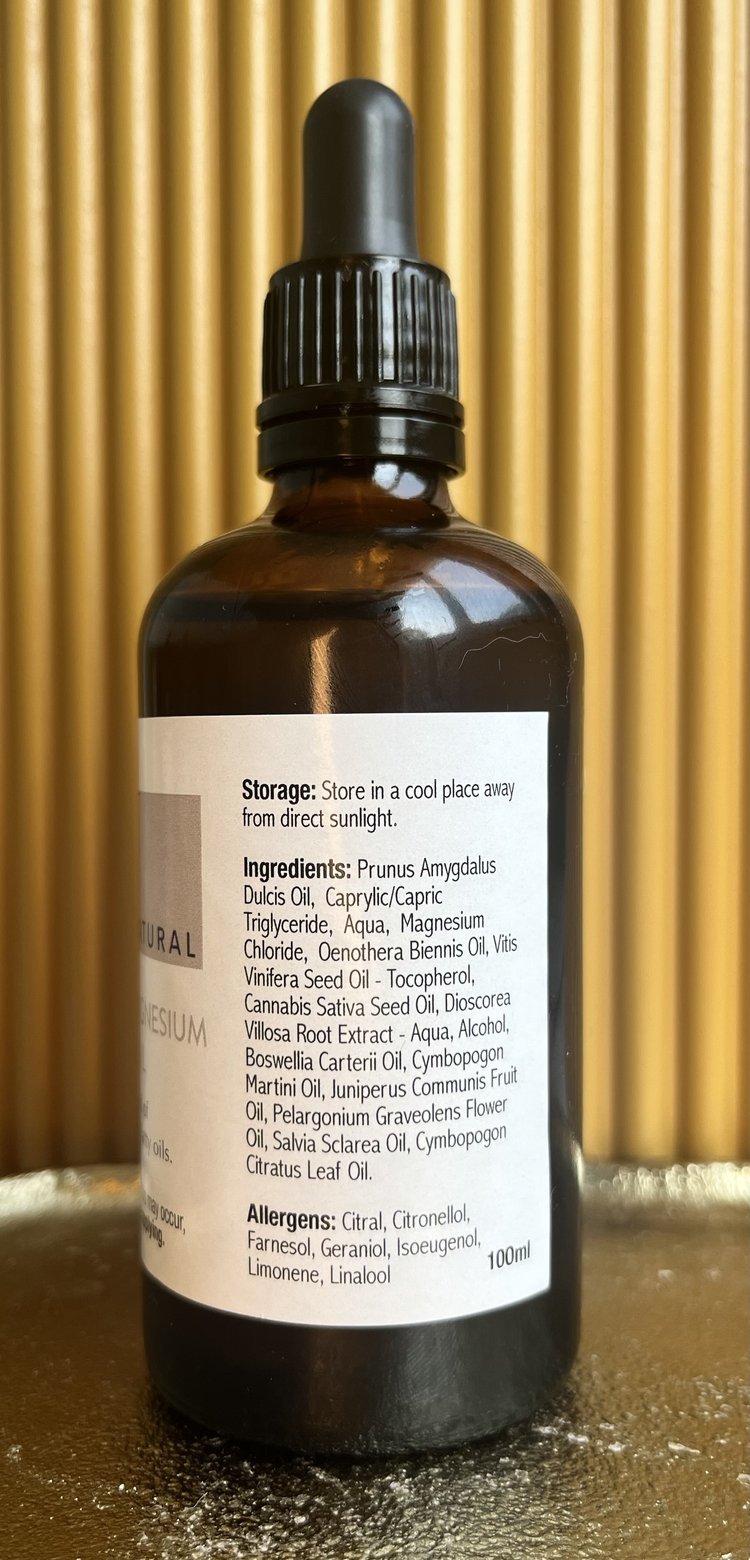 Storage: Store in a cool place away
from direct sunlight.
Ingredients: Prunus Amygdalus
Dulcis Oil, Caprylic/Capric
Triglyceride, Aqua, Magnesium
Chloride, Oenothera Biennis Oil, Vitis
Vinifera Seed Oil - Tocopherol,
Cannabis Sativa Seed Oil, Dioscorea
Villosa Root Extract - Aqua, Alcohol,
Boswellia Carterii Oil, Cymbopogon
Martini Oil, Juniperus Communis Fruit
Oil, Pelargonium Graveolens Flower
Oil, Salvia Sclarea Oil, Cymbopogon
Citratus Leaf Oil.
Allergens: Citral, Citronellol,
Farnesol, Geraniol, Isoeugenol,
Limonene, Linalool
100ml
TURAL
NESIUM
oils.
may occur,